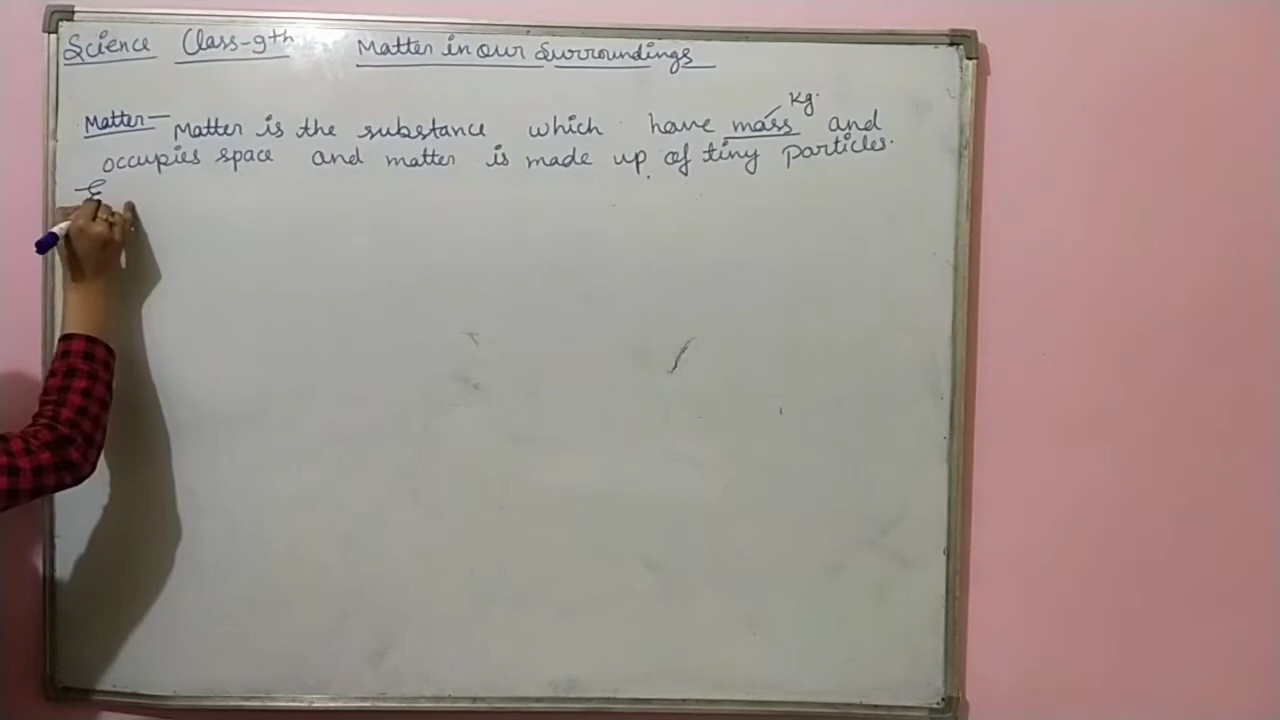 Science Class-9th Matter in our Surroundings
Kg.
Matter— Matter is the substance which have mass and
occupies space and matter is made up of tiny particles.
E